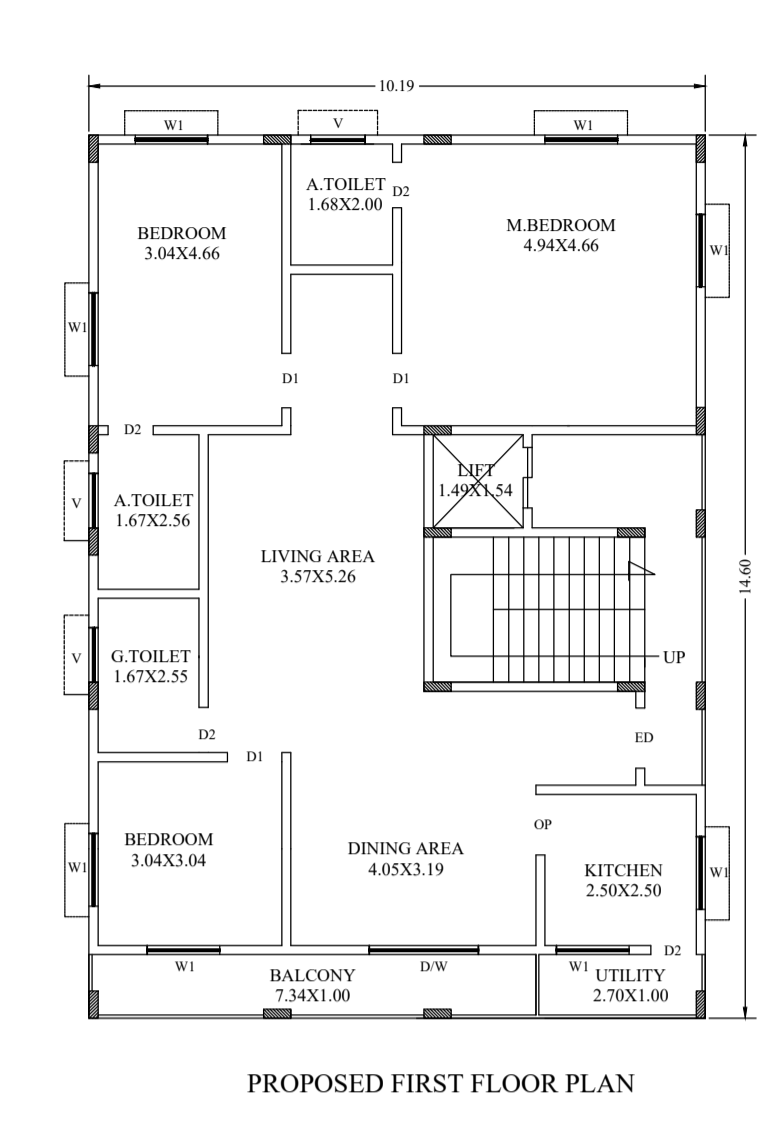 10.19
W1
V
W1
A.TOILET
1.68X2.00
D2
BEDROOM
3.04X4.66
M.BEDROOM
4.94X4.66
W1
W1
D1
D1
D2
LIFT
1.49X1.54
V
A.TOILET
1.67X2.56
LIVING AREA
3.57X5.26
14.60
G.TOILET
1.67X2.55
V
UP
D2
ED
D1
OP
BEDROOM
3.04X3.04
DINING AREA
4.05X3.19
KITCHEN
2.50X2.50
W1
W1
D2
W1
D/W
W1
BALCONY
7.34X1.00
UTILITY
2.70X1.00
PROPOSED FIRST FLOOR PLAN